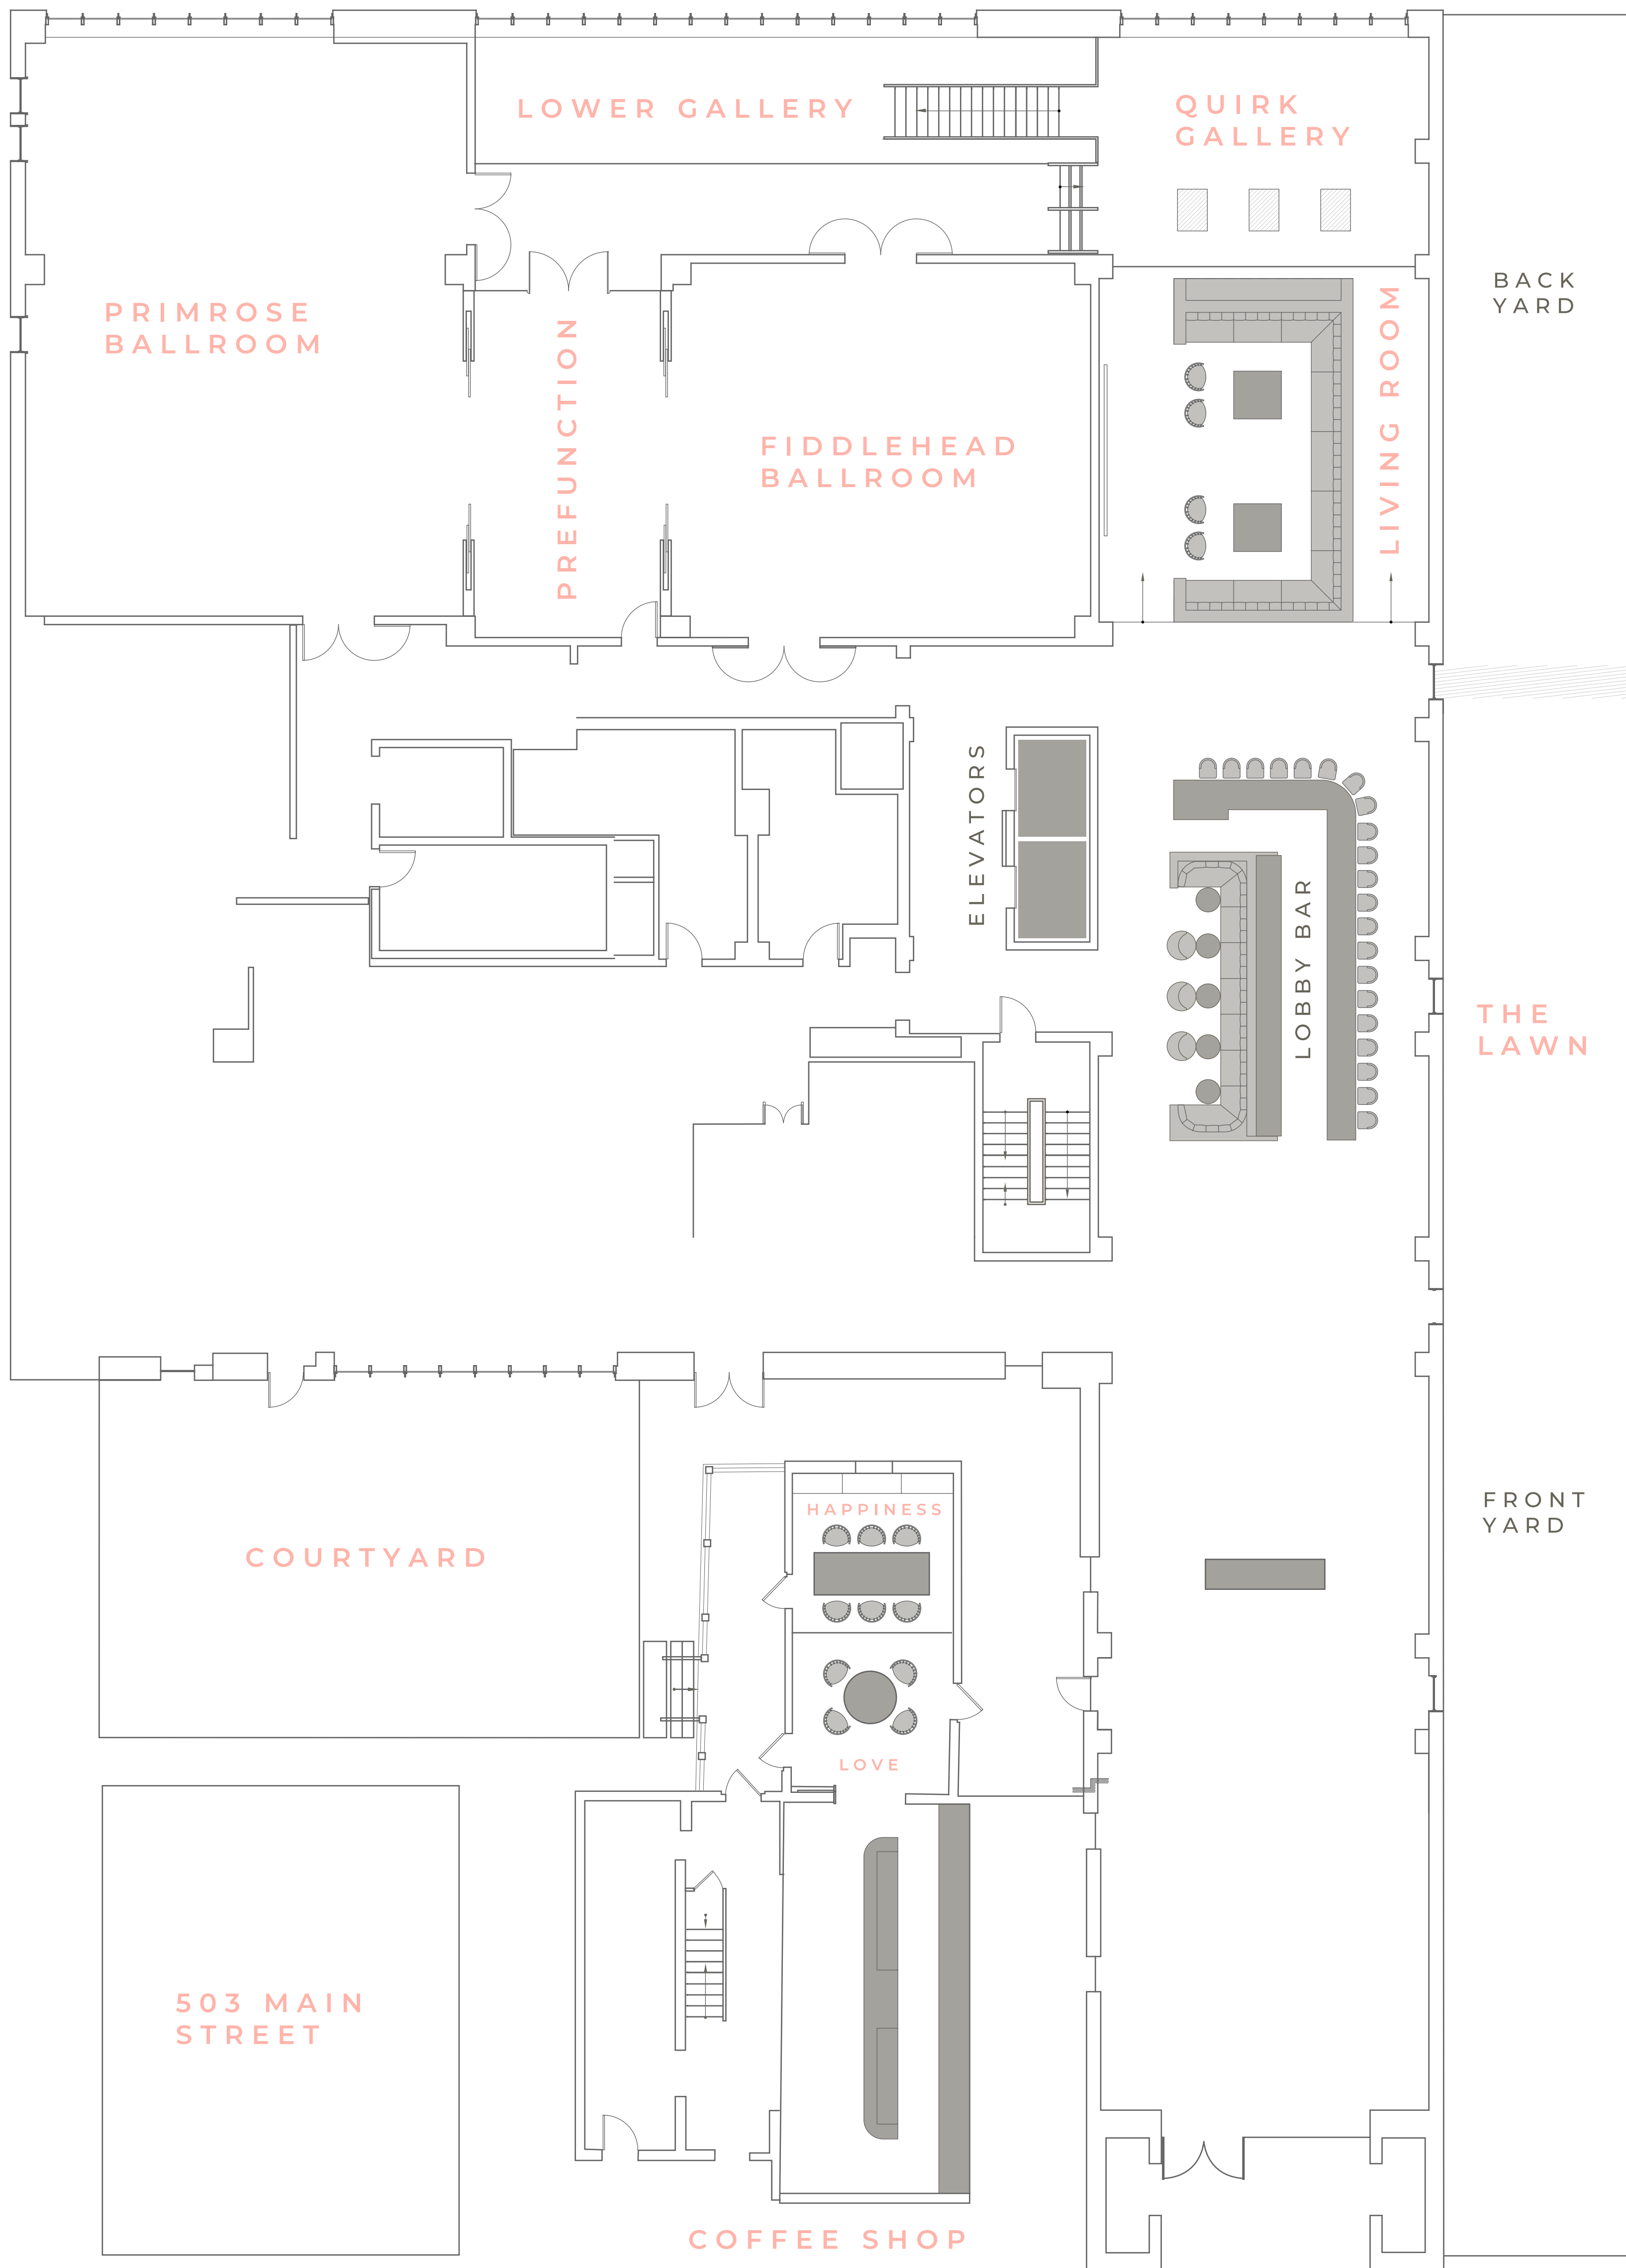 LOWER GALLERY
QUIRK
GALLERY
BACK
YARD
PRIMROSE
BALLROOM
PREFUNCTION
FIDDLEHEAD
BALLROOM
LIVING ROOM
ELEVATORS
LOBBY BAR
THE
LAWN
FRONT
YARD
HAPPINESS
COURTYARD
LOVE
503 MAIN
STREET
COFFEE SHOP